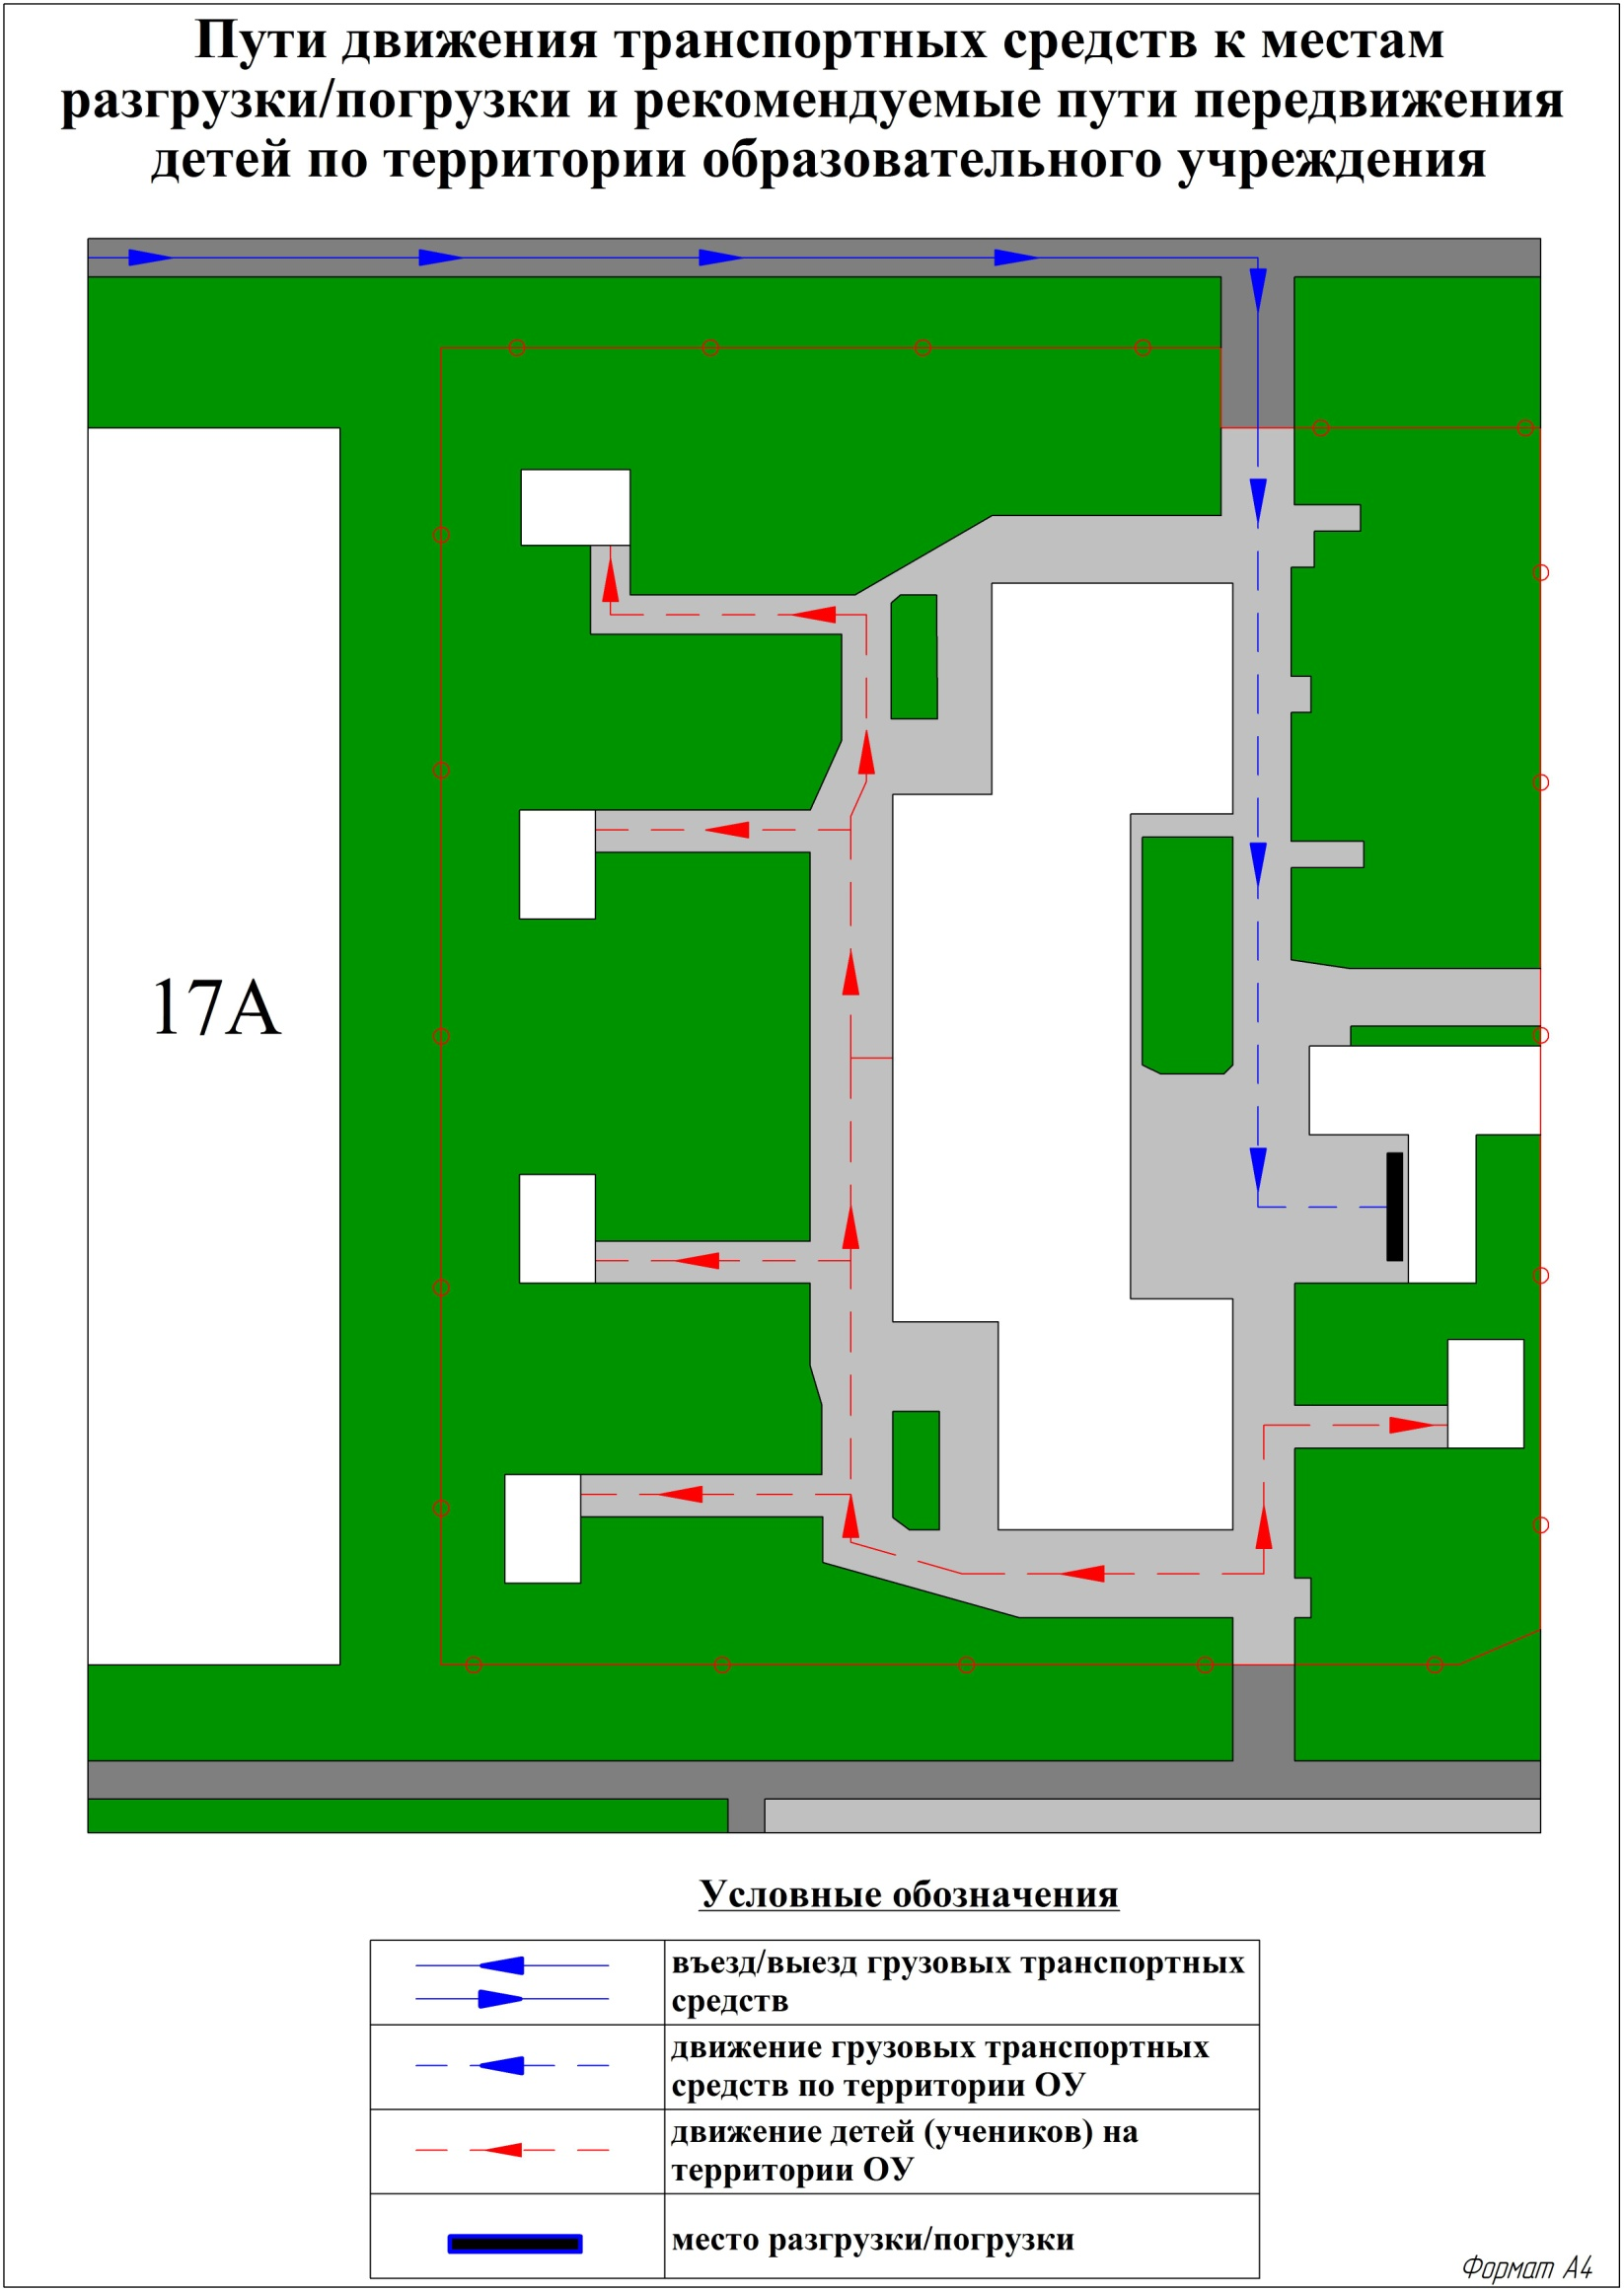 Пути движения транспортных средств к местам
разгрузки/погрузки и рекомендуемые пути передвижения
детей по территории образовательного учреждения
17А
Условные обозначения
въезд/выезд грузовых транспортных
средств
движение грузовых транспортных
средств по территории ОУ
движение детей (учеников) на
территории ОУ
место разгрузки/погрузки
Формат А4